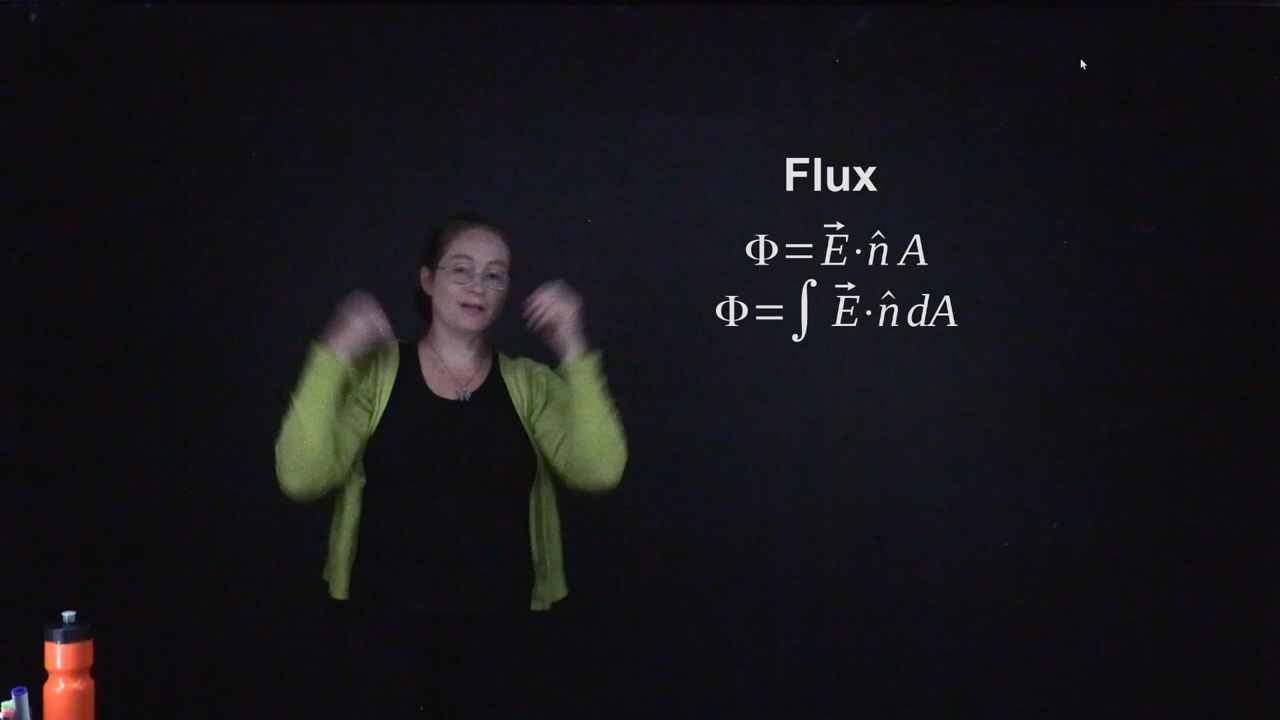 Flux
Φ = E⃗ · n̂ A
Φ = ∫ E⃗ · n̂ dA